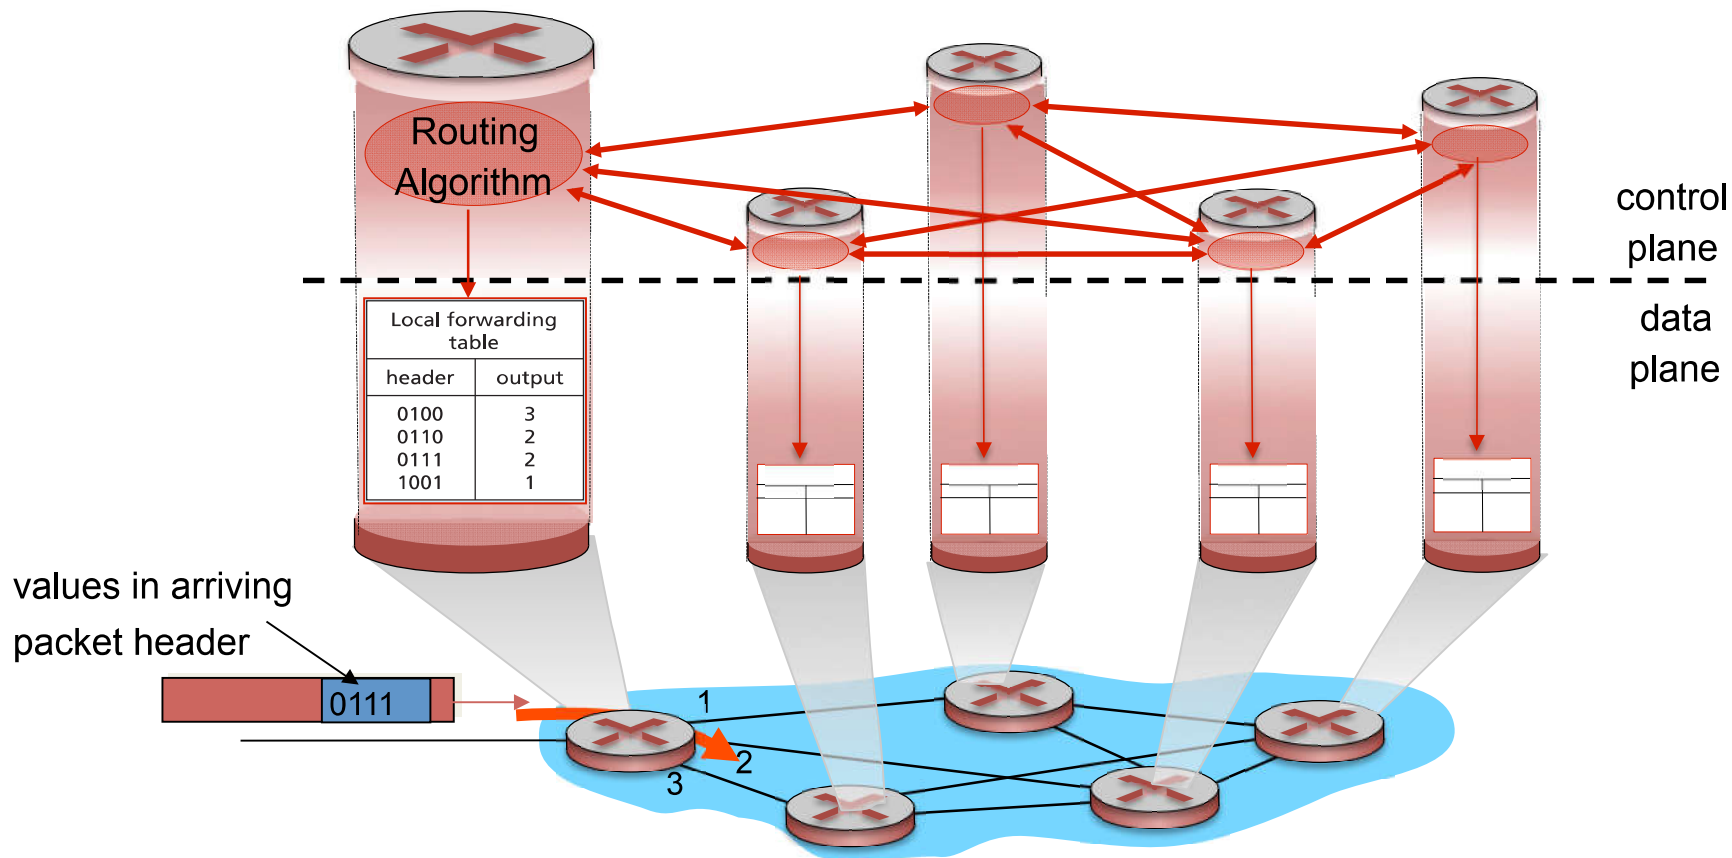 Routing
Algorithm
control
plane
data
plane
Local forwarding
table
header output
0100 3
0110 2
0111 2
1001 1
values in arriving
packet header
0111
1
2
3